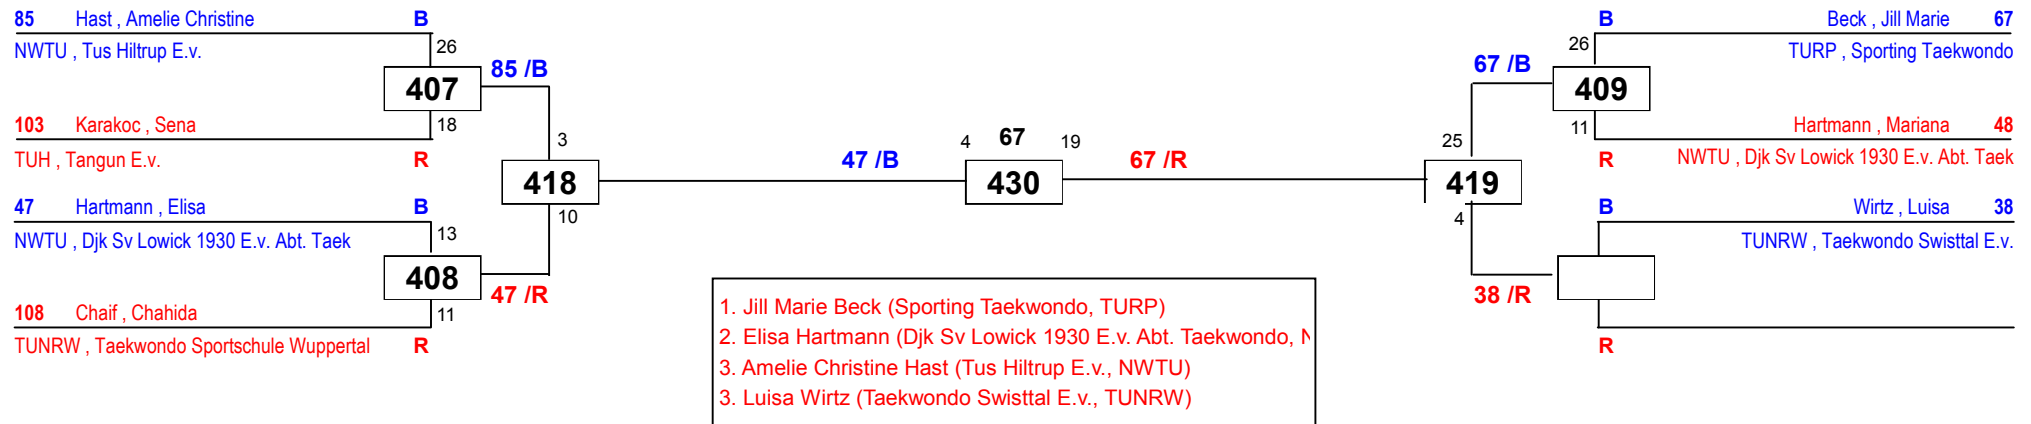 85 Hast , Amelie Christine B
NWTU , Tus Hiltrup E.v.
26
407
85 /B
18
103 Karakoc , Sena
TUH , Tangun E.v. R
3
418
10
47 Hartmann , Elisa B
NWTU , Djk Sv Lowick 1930 E.v. Abt. Taek
13
408
47 /R
11
108 Chaif , Chahida
TUNRW , Taekwondo Sportschule Wuppertal R
47 /B
4 67 19
430
67 /R
B Beck , Jill Marie 67
TURP , Sporting Taekwondo
26
67 /B
409
11
Hartmann , Mariana 48
R NWTU , Djk Sv Lowick 1930 E.v. Abt. Taek
25
419
4
B Wirtz , Luisa 38
TUNRW , Taekwondo Swisttal E.v.
38 /R
R
1. Jill Marie Beck (Sporting Taekwondo, TURP)
2. Elisa Hartmann (Djk Sv Lowick 1930 E.v. Abt. Taekwondo,
3. Amelie Christine Hast (Tus Hiltrup E.v., NWTU)
3. Luisa Wirtz (Taekwondo Swisttal E.v., TUNRW)